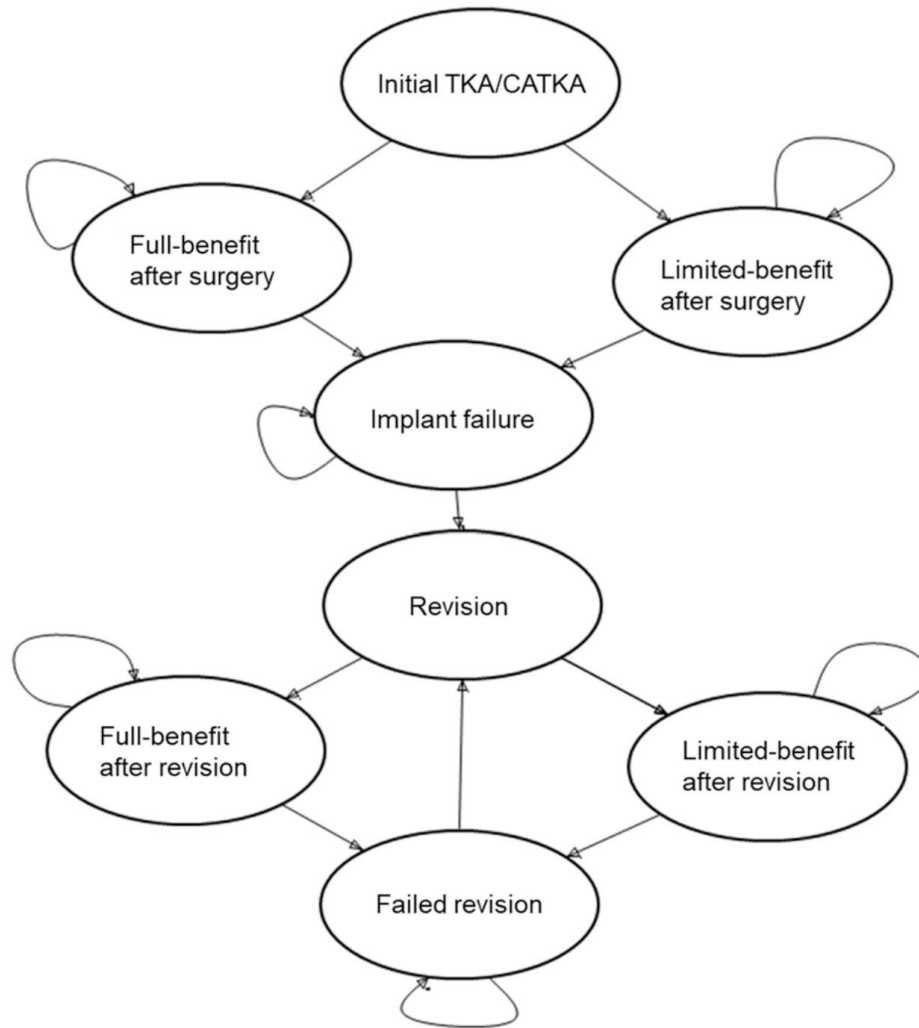 Initial TKA/CATKA
Full-benefit
after surgery
Limited-benefit
after surgery
Implant failure
Revision
Full-benefit
after revision
Limited-benefit
after revision
Failed revision